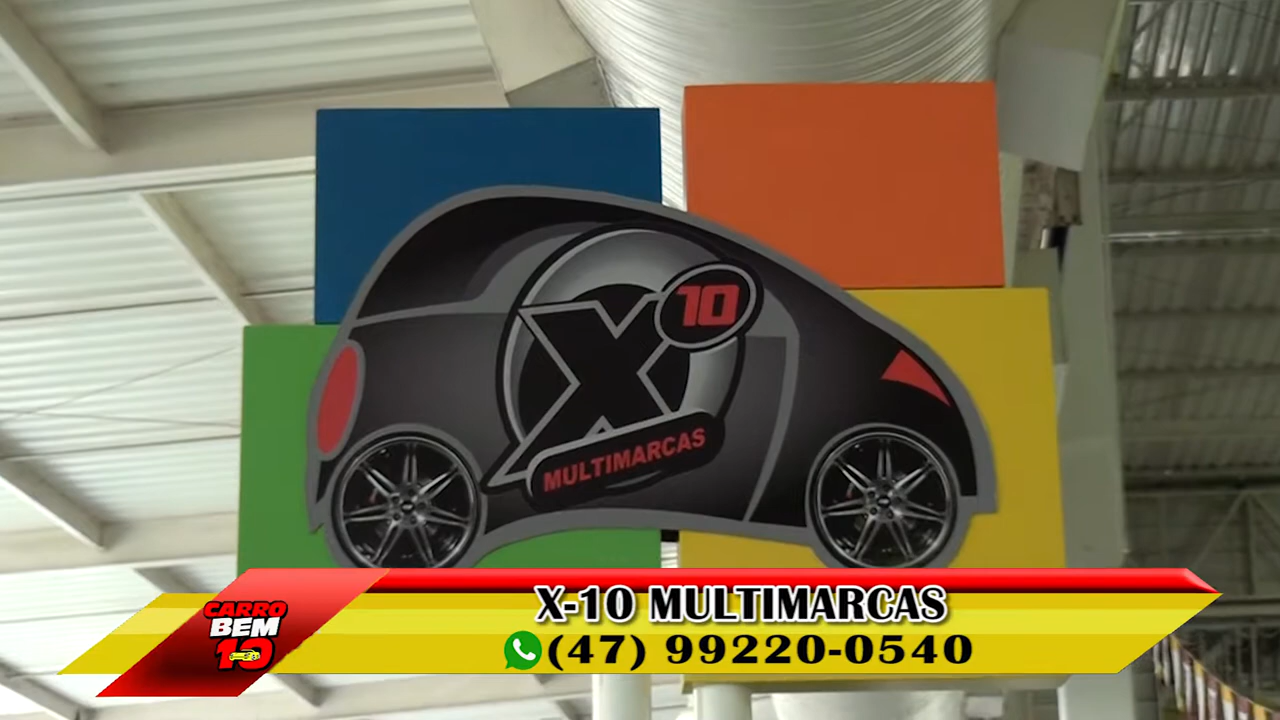 X 10
MULTIMARCAS
CARRO
BEM
10
X-10 MULTIMARCAS
(47) 99220-0540